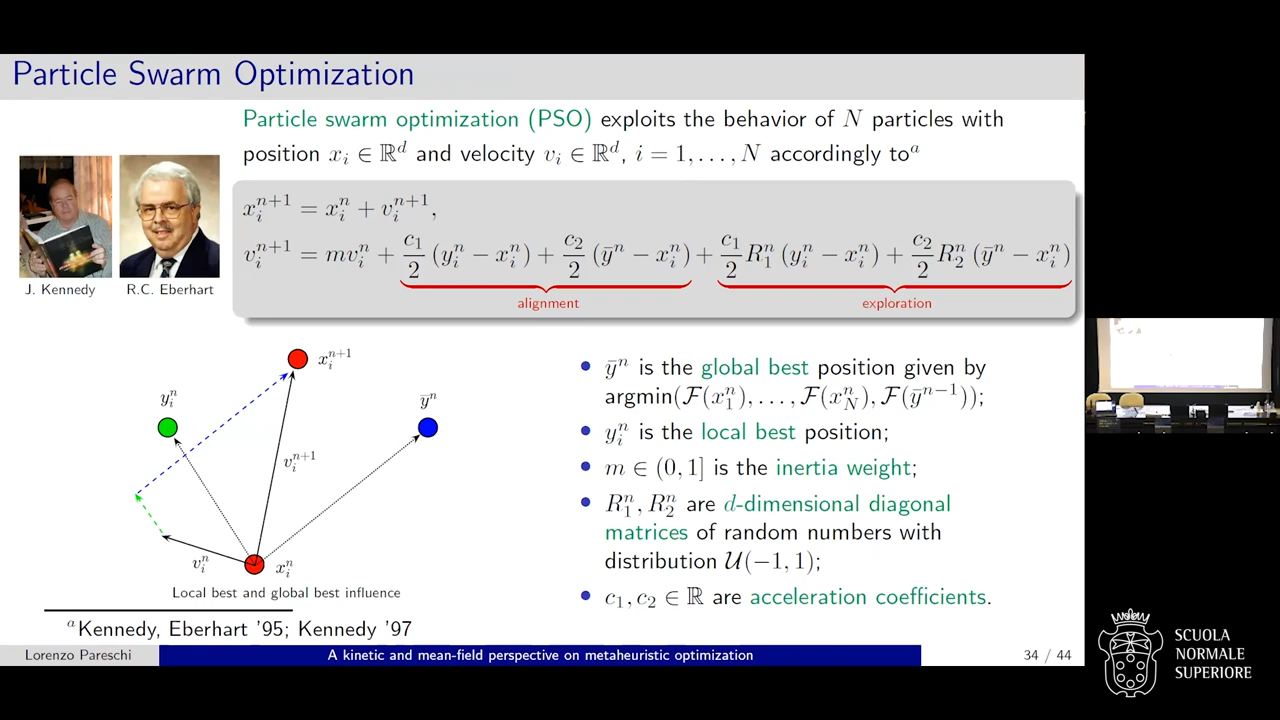 Particle Swarm Optimization
Particle swarm optimization (PSO) exploits the behavior of N particles with
position x_i ∈ ℝ^d and velocity v_i ∈ ℝ^d, i = 1, . . . , N accordingly to^a
x_i^{n+1} = x_i^n + v_i^{n+1},
v_i^{n+1} = mv_i^n + c_1/2 (y_i^n − x_i^n) + c_2/2 (ȳ^n − x_i^n) + c_1/2 R_1^n (y_i^n − x_i^n) + c_2/2 R_2^n (ȳ^n − x_i^n)
alignment
exploration
J. Kennedy
R.C. Eberhart
x_i^{n+1}
y_i^n
ȳ^n
v_i^{n+1}
v_i^n
x_i^n
Local best and global best influence
• ȳ^n is the global best position given by
argmin(ℱ(x_1^n), . . . , ℱ(x_N^n), ℱ(ȳ^{n−1}));
• y_i^n is the local best position;
• m ∈ (0, 1] is the inertia weight;
• R_1^n, R_2^n are d-dimensional diagonal
matrices of random numbers with
distribution 𝒰(−1, 1);
• c_1, c_2 ∈ ℝ are acceleration coefficients.
^a Kennedy, Eberhart '95; Kennedy '97
Lorenzo Pareschi
A kinetic and mean-field perspective on metaheuristic optimization
34 / 44
SCUOLA
NORMALE
SUPERIORE